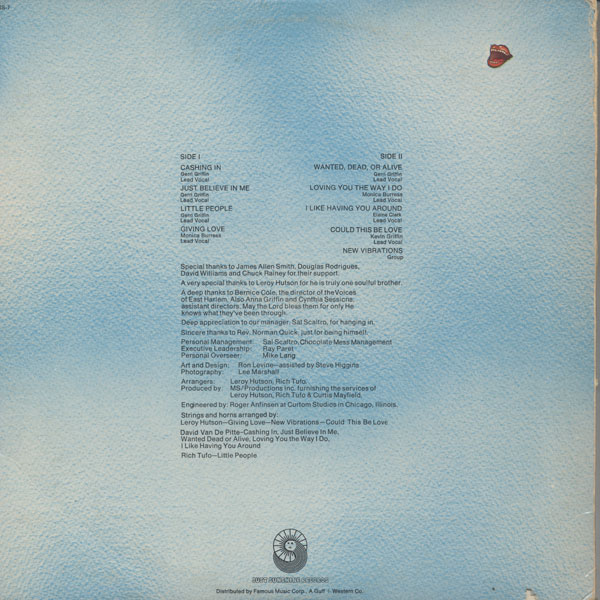 SIDE I
CASHING IN
Gerri Griffin
Lead Vocal
JUST BELIEVE IN ME
Gerri Griffin
Lead Vocal
LITTLE PEOPLE
Gerri Griffin
Lead Vocal
GIVING LOVE
Monica Burress
Lead Vocal
SIDE II
WANTED, DEAD, OR ALIVE
Gerri Griffin
Lead Vocal
LOVING YOU THE WAY I DO
Monica Burress
Lead Vocal
I LIKE HAVING YOU AROUND
Elaine Clark
Lead Vocal
COULD THIS BE LOVE
Kevin Griffin
Lead Vocal
NEW VIBRATIONS
Group
Special thanks to James Allen Smith, Douglas Rodrigues,
David Williams and Chuck Rainey for their support.
A very special thanks to Leroy Hutson for he is truly one soulful brother.
A deep thanks to Bernice Cole, the director of the Voices
of East Harlem. Also Anna Griffin and Cynthia Sessions:
assistant directors. May the Lord bless them for only He
knows what they've been through.
Deep appreciation to our manager: Sal Scaltro, for hanging in.
Sincere thanks to Rev. Norman Quick, just for being himself.
Personal Management: Sal Scaltro, Chocolate Mess Management
Executive Leadership: Ray Paret
Personal Overseer: Mike Lang
Art and Design: Ron Levine—assisted by Steve Higgins
Photography: Lee Marshall
Arrangers: Leroy Hutson, Rich Tufo.
Produced by: MS/Productions Inc. furnishing the services of
Leroy Hutson, Rich Tufo & Curtis Mayfield.
Engineered by: Roger Anfinsen at Curtom Studios in Chicago, Illinois.
Strings and horns arranged by:
Leroy Hutson—Giving Love—New Vibrations—Could This Be Love
David Van De Pitte-Cashing In, Just Believe In Me,
Wanted Dead or Alive, Loving You the Way I Do,
I Like Having You Around
Rich Tufo—Little People
JUST SUNSHINE RECORDS
Distributed by Famous Music Corp. A Gulf + Western Co.